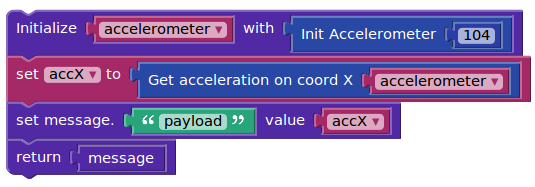 Initialize accelerometer ▾ with Init Accelerometer 104
set accX ▾ to Get acceleration on coord X accelerometer ▾
set message. “ payload ” value accX ▾
return message